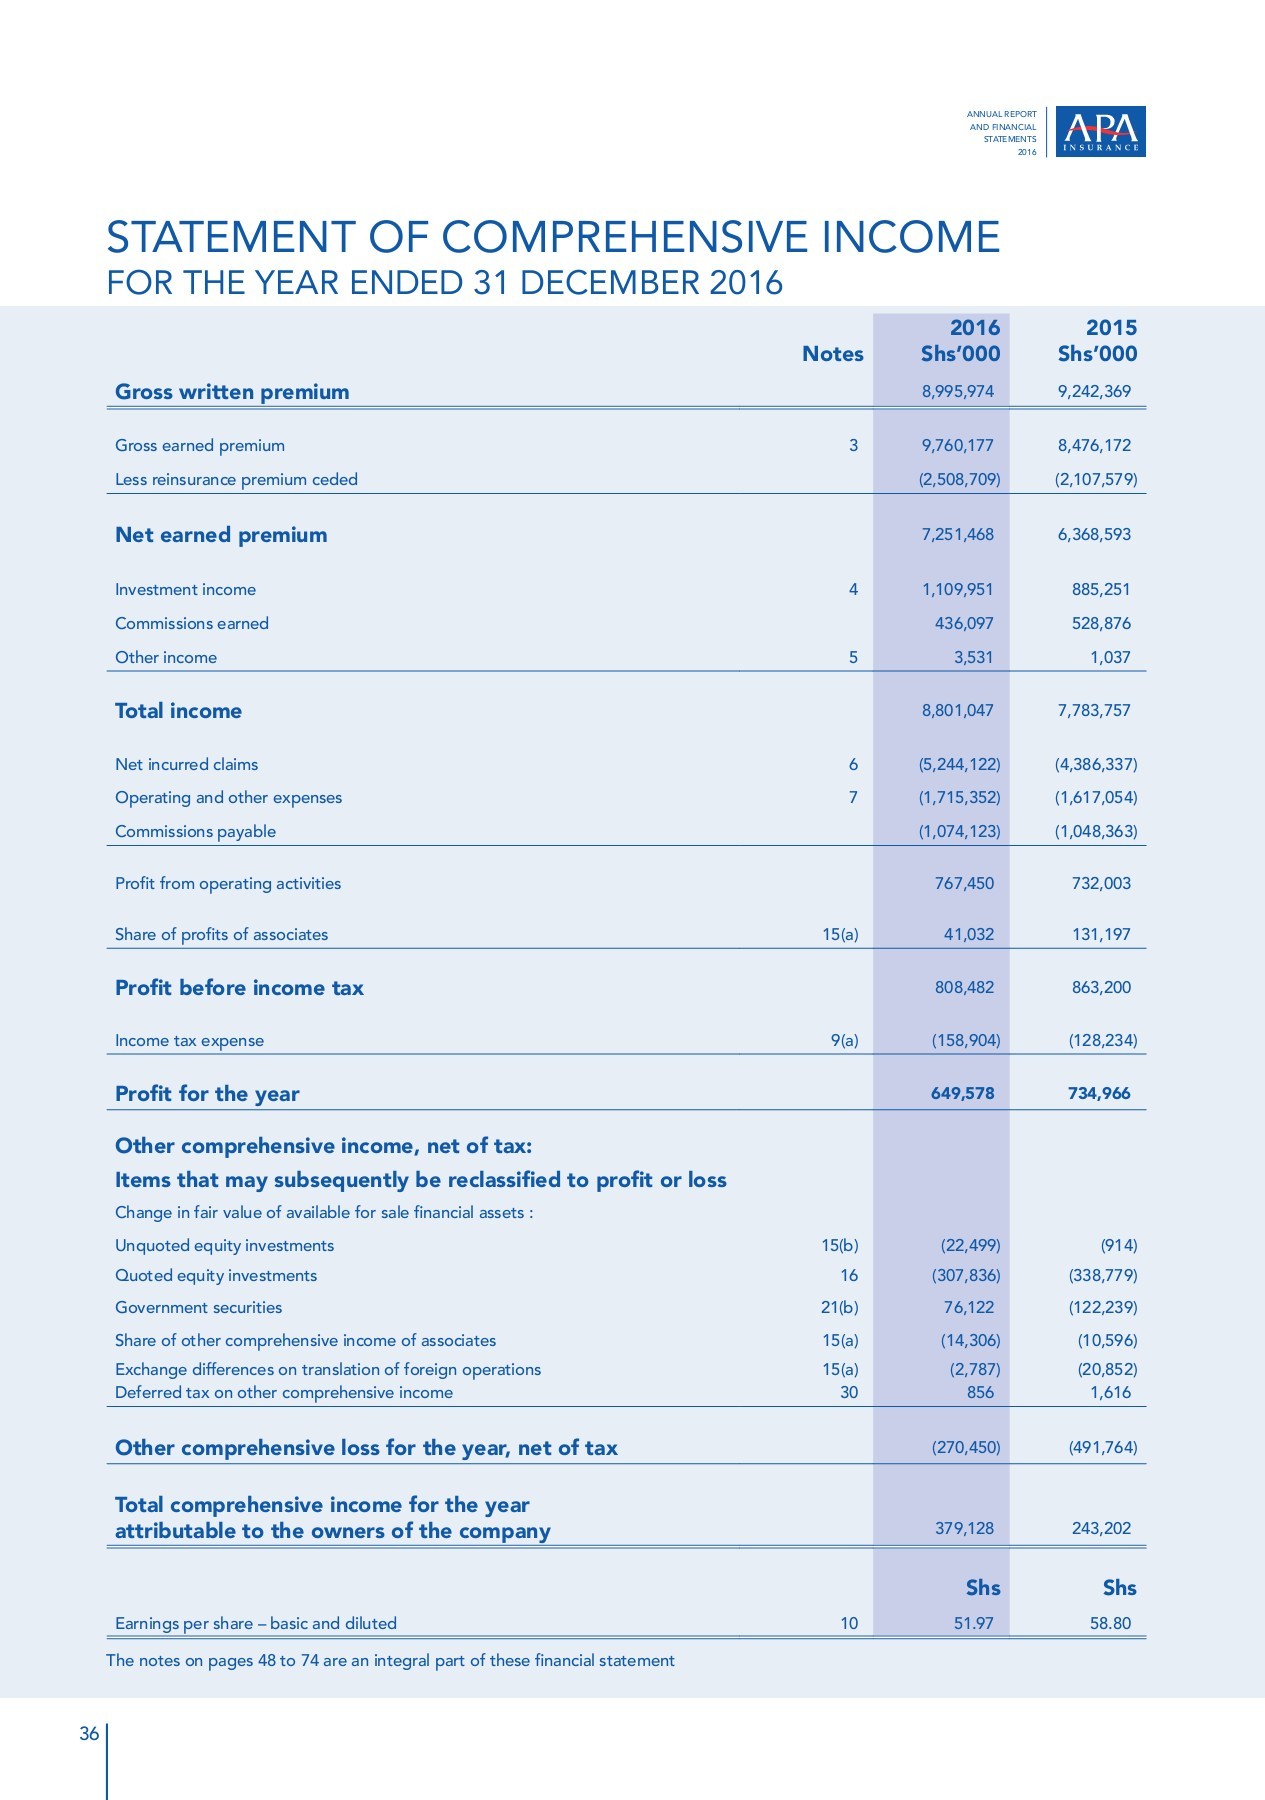 ANNUAL REPORT
AND FINANCIAL
STATEMENTS
2016
APA
INSURANCE
STATEMENT OF COMPREHENSIVE INCOME
FOR THE YEAR ENDED 31 DECEMBER 2016
2016 2015
Notes Shs’000 Shs’000
Gross written premium 8,995,974 9,242,369
Gross earned premium 3 9,760,177 8,476,172
Less reinsurance premium ceded (2,508,709) (2,107,579)
Net earned premium 7,251,468 6,368,593
Investment income 4 1,109,951 885,251
Commissions earned 436,097 528,876
Other income 5 3,531 1,037
Total income 8,801,047 7,783,757
Net incurred claims 6 (5,244,122) (4,386,337)
Operating and other expenses 7 (1,715,352) (1,617,054)
Commissions payable (1,074,123) (1,048,363)
Profit from operating activities 767,450 732,003
Share of profits of associates 15(a) 41,032 131,197
Profit before income tax 808,482 863,200
Income tax expense 9(a) (158,904) (128,234)
Profit for the year 649,578 734,966
Other comprehensive income, net of tax:
Items that may subsequently be reclassified to profit or loss
Change in fair value of available for sale financial assets :
Unquoted equity investments 15(b) (22,499) (914)
Quoted equity investments 16 (307,836) (338,779)
Government securities 21(b) 76,122 (122,239)
Share of other comprehensive income of associates 15(a) (14,306) (10,596)
Exchange differences on translation of foreign operations 15(a) (2,787) (20,852)
Deferred tax on other comprehensive income 30 856 1,616
Other comprehensive loss for the year, net of tax (270,450) (491,764)
Total comprehensive income for the year
attributable to the owners of the company 379,128 243,202
Shs Shs
Earnings per share – basic and diluted 10 51.97 58.80
The notes on pages 48 to 74 are an integral part of these financial statement
36